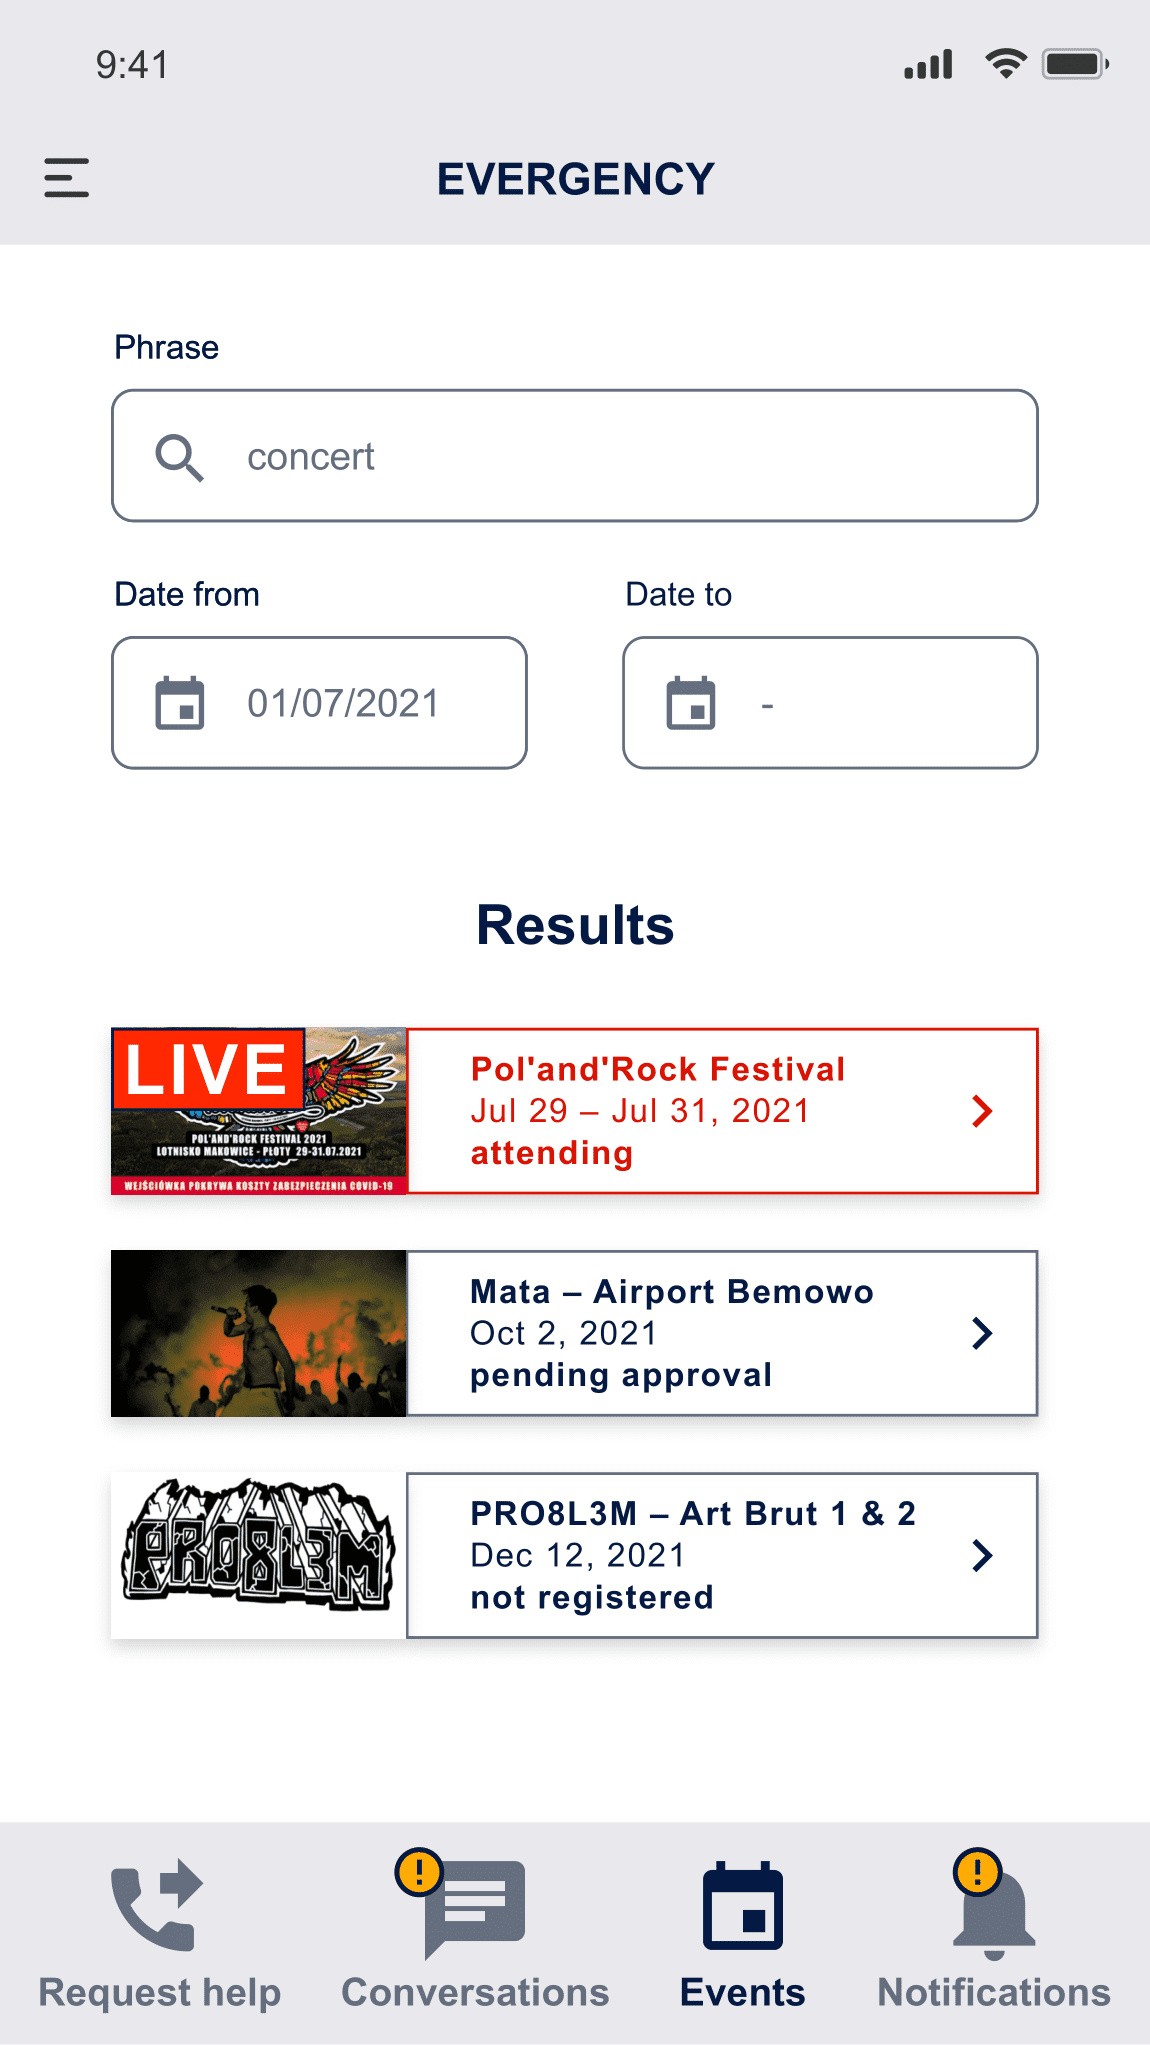 9:41
EVERGENCY
Phrase
concert
Date from
Date to
01/07/2021
-
Results
LIVE
POL'AND'ROCK FESTIVAL 2021
LOTNISKO MAKOWICE - PŁOTY 29-31.07.2021
WEJŚCIÓWKA POKRYWA KOSZTY ZABEZPIECZENIA COVID-19
Pol'and'Rock Festival
Jul 29 – Jul 31, 2021
attending
Mata – Airport Bemowo
Oct 2, 2021
pending approval
PRO8L3M
PRO8L3M – Art Brut 1 & 2
Dec 12, 2021
not registered
!
!
Request help
Conversations
Events
Notifications